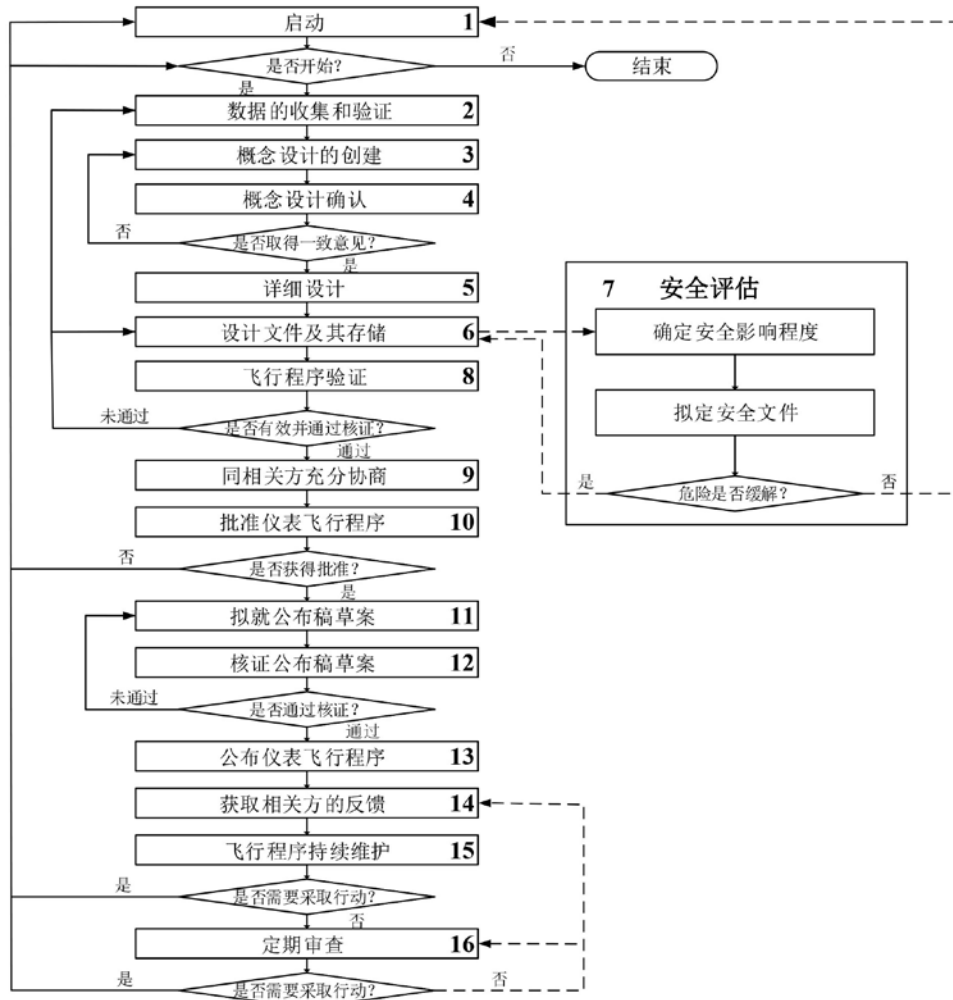 启动 1
是否开始？
否
结束
是
数据的收集和验证 2
概念设计的创建 3
概念设计确认 4
否
是否取得一致意见？
是
详细设计 5
7 安全评估
设计文件及其存储 6
确定安全影响程度
飞行程序验证 8
拟定安全文件
未通过
是否有效并通过核证？
通过
同相关方充分协商 9
是
危险是否缓解？
否
批准仪表飞行程序 10
否
是否获得批准？
是
拟就公布稿草案 11
核证公布稿草案 12
未通过
是否通过核证？
通过
公布仪表飞行程序 13
获取相关方的反馈 14
飞行程序持续维护 15
是
是否需要采取行动？
否
定期审查 16
是
是否需要采取行动？
否